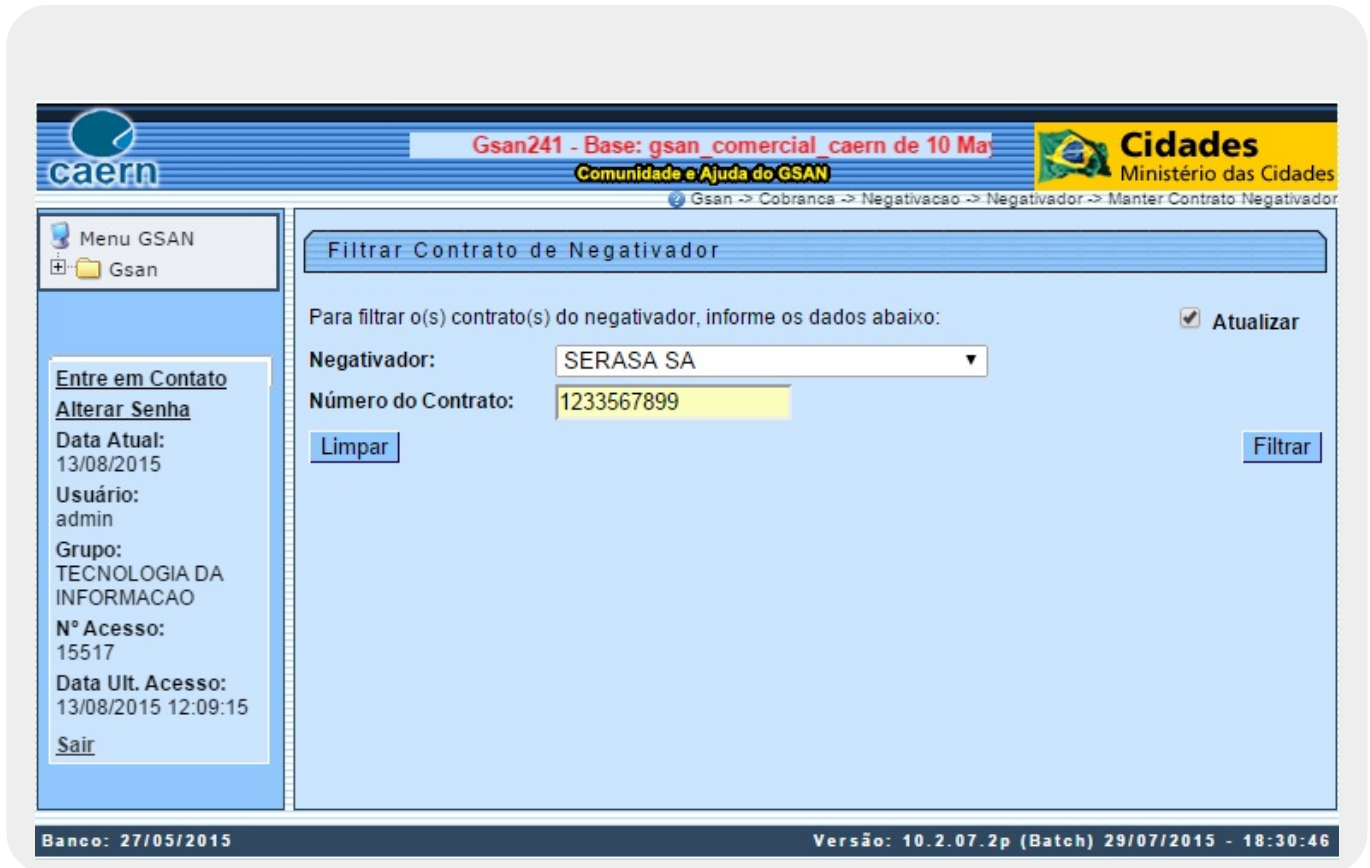 caern
Gsan241 - Base: gsan_comercial_caern de 10 May
Comunidade e Ajuda do GSAN
Cidades
Ministério das Cidades
Gsan -> Cobranca -> Negativacao -> Negativador -> Manter Contrato Negativador
Menu GSAN
Gsan
Filtrar Contrato de Negativador
Para filtrar o(s) contrato(s) do negativador, informe os dados abaixo:
Atualizar
Negativador:
SERASA SA
Número do Contrato:
1233567899
Limpar
Filtrar
Entre em Contato
Alterar Senha
Data Atual:
13/08/2015
Usuário:
admin
Grupo:
TECNOLOGIA DA
INFORMACAO
Nº Acesso:
15517
Data Ult. Acesso:
13/08/2015 12:09:15
Sair
Banco: 27/05/2015
Versão: 10.2.07.2p (Batch) 29/07/2015 - 18:30:46